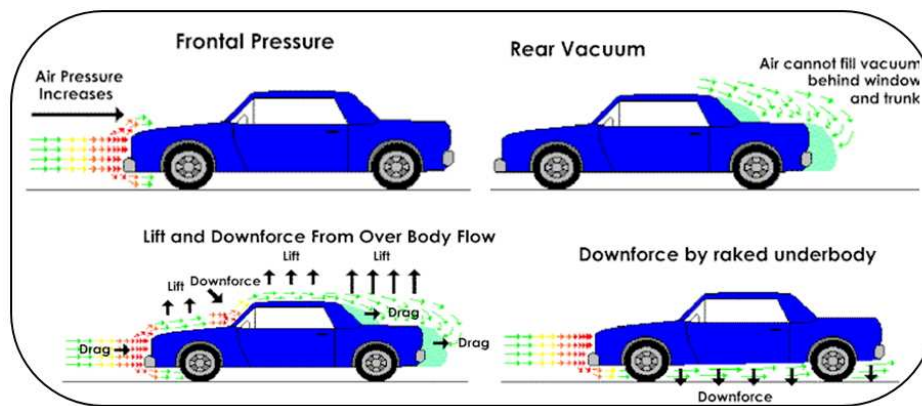 Frontal Pressure
Air Pressure
Increases
Rear Vacuum
Air cannot fill vacuum
behind window
and trunk
Lift and Downforce From Over Body Flow
Lift
Downforce
Lift
Lift
Drag
Drag
Drag
Downforce by raked underbody
Downforce